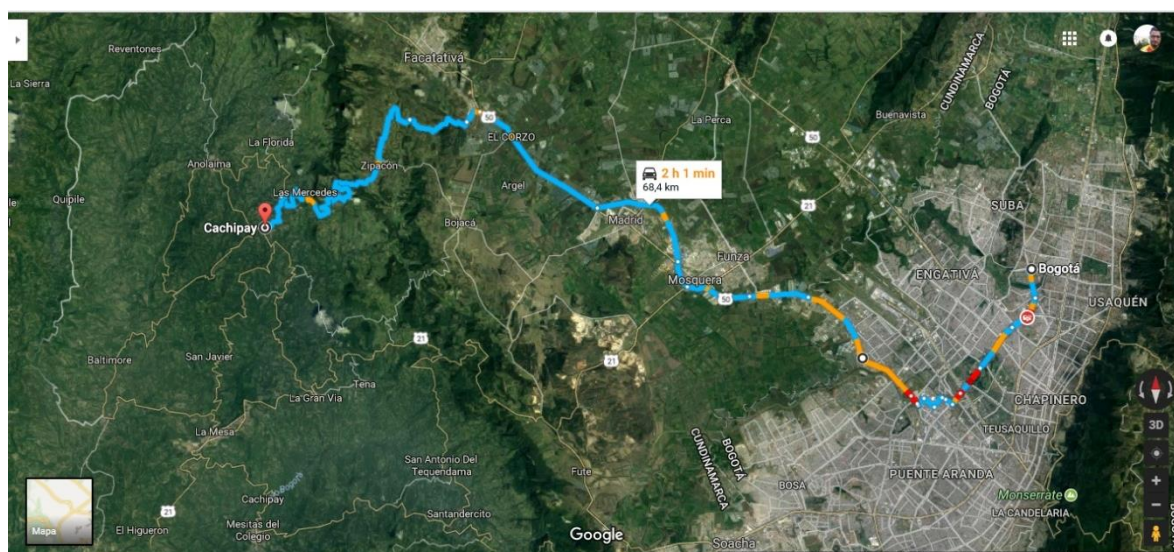 Reventones
La Sierra
Facatativá
CUNDINAMARCA
BOGOTÁ
La Perca
Buenavista
50
50
EL CORZO
La Florida
Anolaima
Zipacón
Las Mercedes
Quipile
Argel
2 h 1 min
68,4 km
21
SUBA
Cachipay
Bojacá
Madrid
Funza
ENGATIVÁ
Bogotá
Mosquera
50
USAQUÉN
Baltimore
San Javier
21
21
Tena
La Gran Via
CHAPINERO
3D
TEUSAQUILLO
La Mesa
CUNDINAMARCA
BOGOTÁ
San Antonio Del
Tequendama
Fute
BOSA
PUENTE ARANDA
Cachipay
Monserrate
LA CANDELARIA
21
Mapa
El Higueron
Mesitas del
Colegio
Santandercito
Google
Soacha